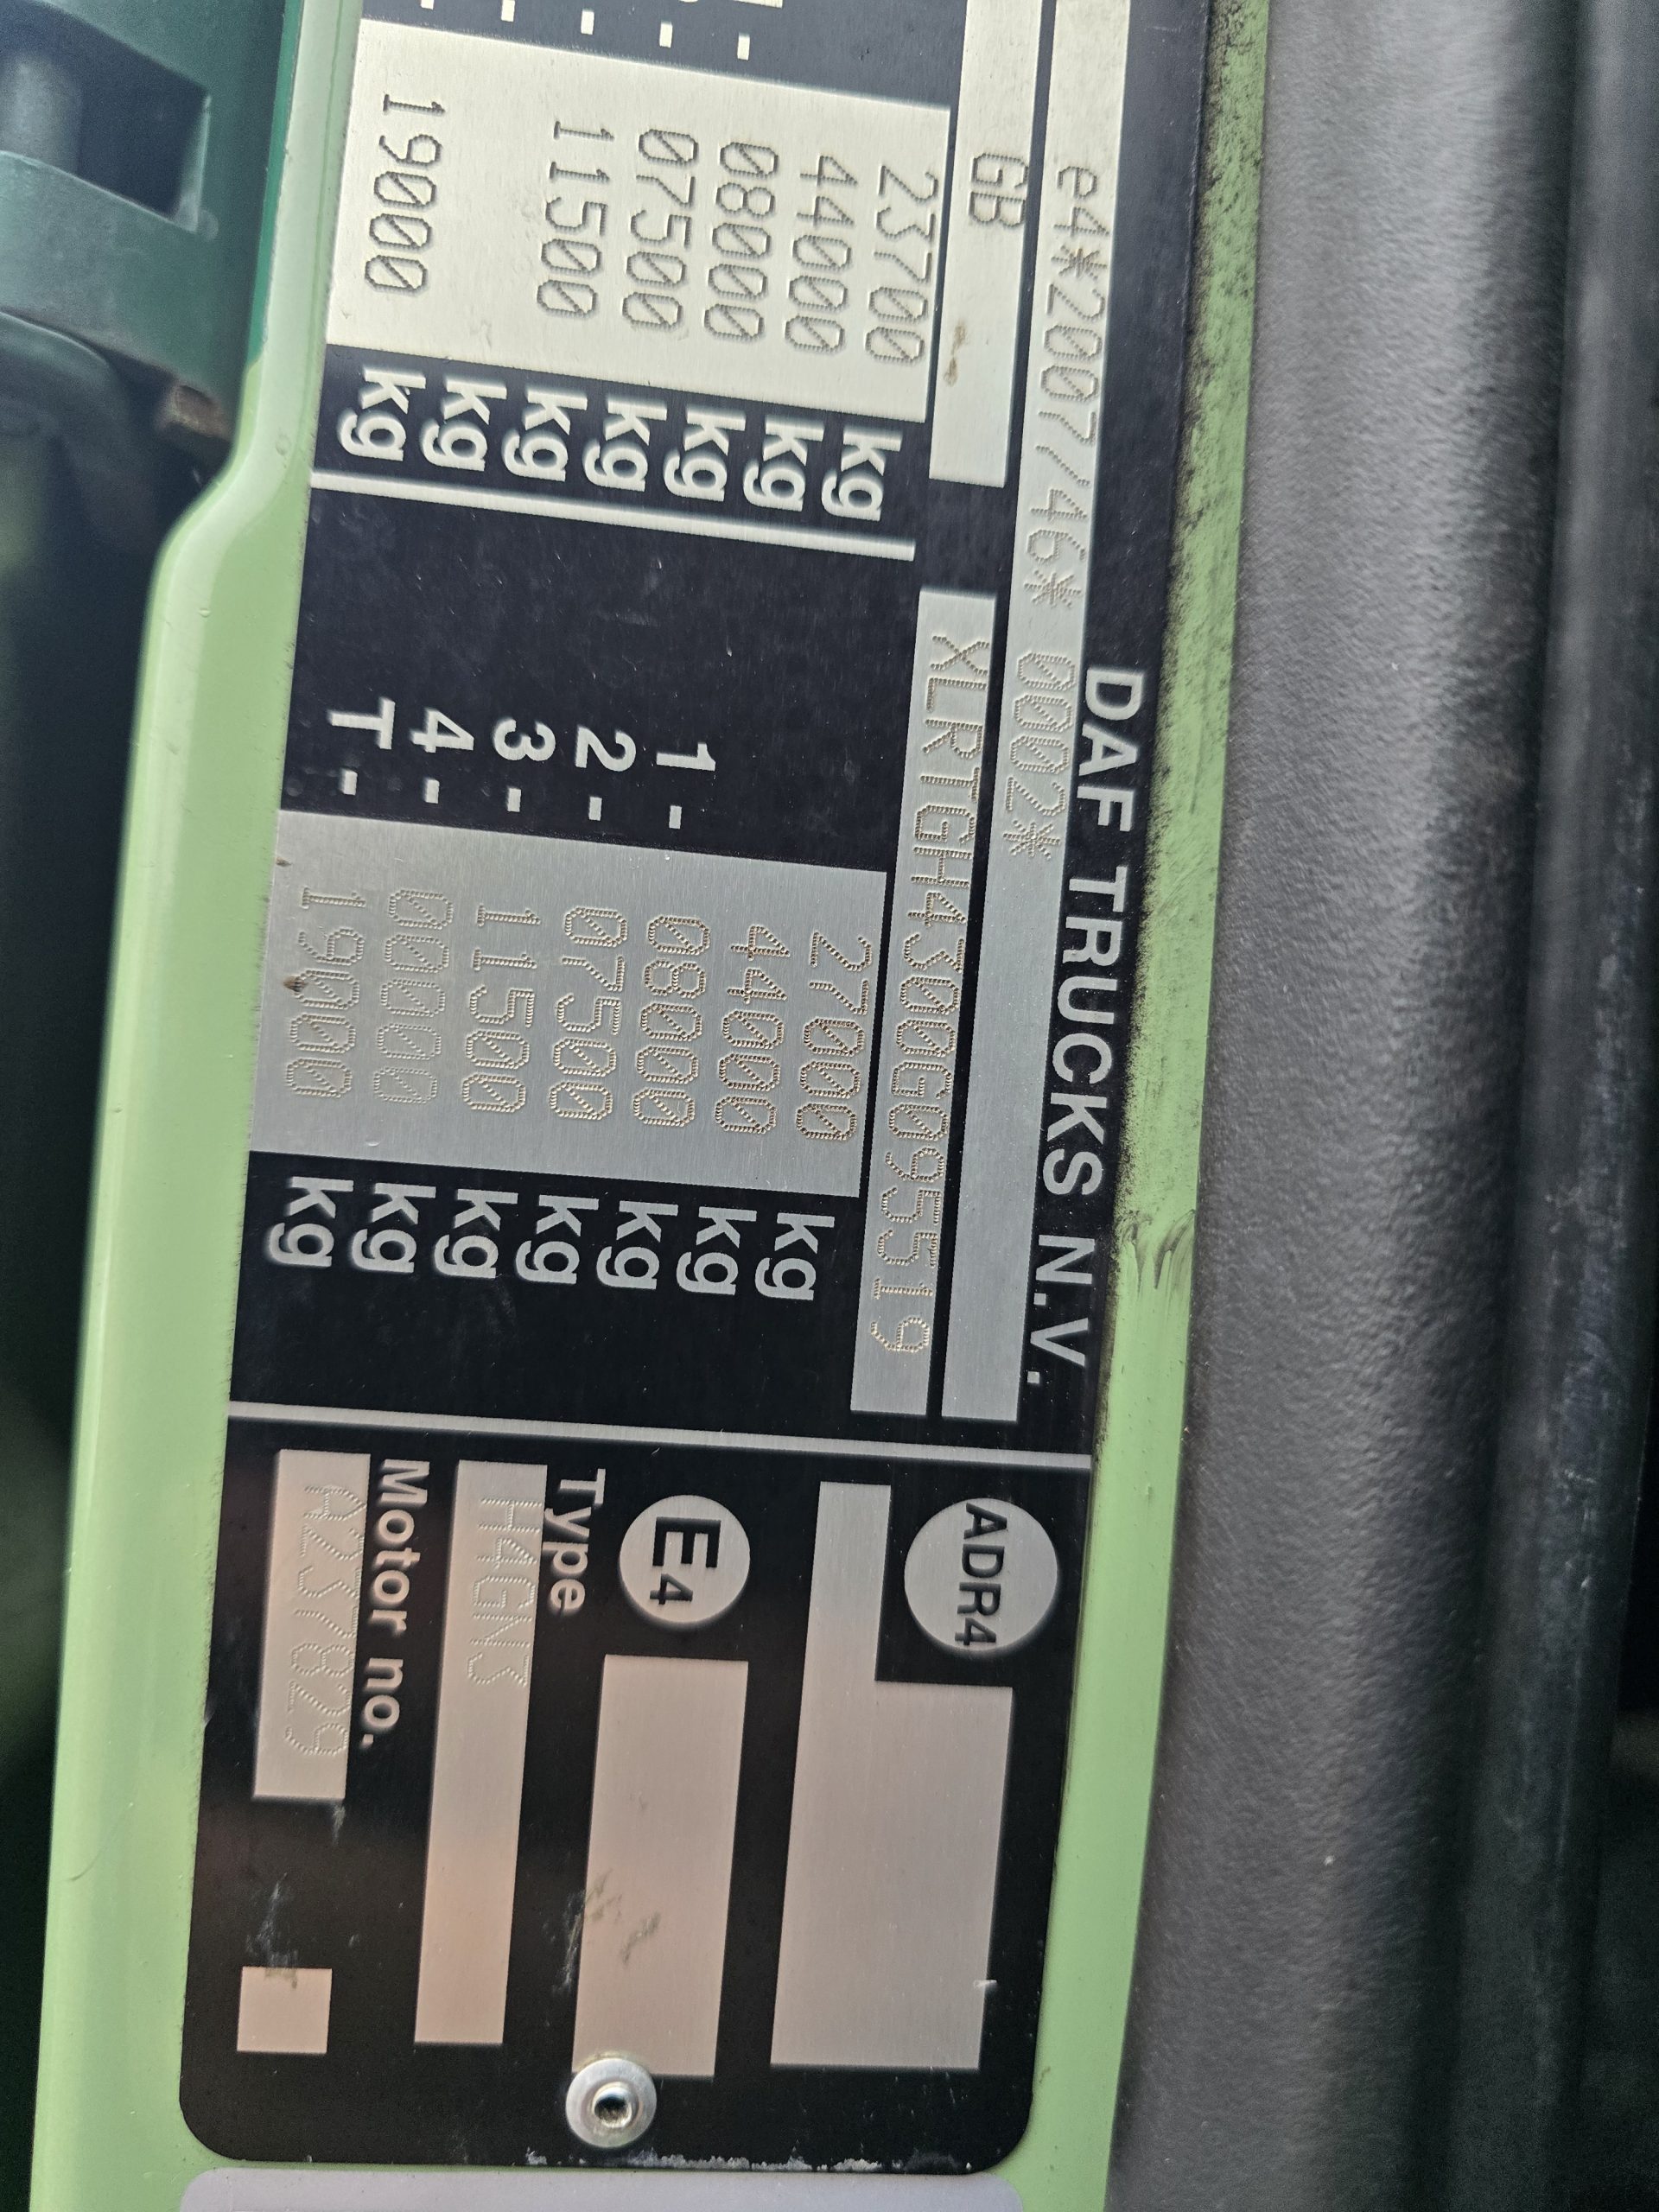 DAF TRUCKS N.V.
e4*2007/46* 0002*
GB XLRTGH4300G095519
23700 kg
44000 kg
08000 kg
07500 kg
11500 kg
kg
19000 kg
27000 kg
44000 kg
1- 08000 kg
2- 07500 kg
3- 11500 kg
4- 00000 kg
T- 19000 kg
ADR4
E4
Type
H4GN3
Motor no.
A237829